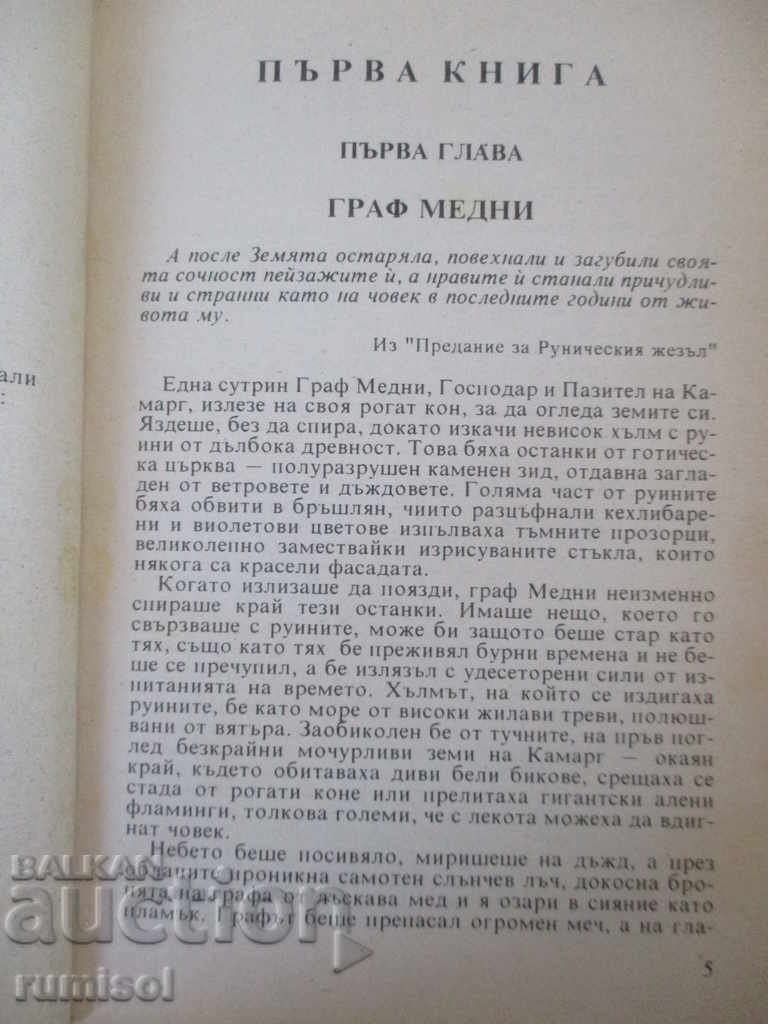 ПЪРВА КНИГА
ПЪРВА ГЛАВА
ГРАФ МЕДНИ
А после Земята остаряла, повехнали и загубили своя-
та сочност пейзажите ѝ, а нравите ѝ станали причудли-
ви и странни като на човек в последните години от жи-
вота му.
Из "Предание за Руническия жезъл"
Една сутрин Граф Медни, Господар и Пазител на Ка-
марг, излезе на своя рогат кон, за да огледа земите си.
Яздеше, без да спира, докато изкачи невисок хълм с ру-
ини от дълбока древност. Това бяха останки от готиче-
ска църква — полуразрушен каменен зид, отдавна загла-
ден от ветровете и дъждовете. Голяма част от руините
бяха обвити в бръшлян, чиито разцъфнали кехлибаре-
ни и виолетови цветове изпълваха тъмните прозорци,
великолепно замествайки изрисуваните стъкла, които
някога са красели фасадата.
Когато излизаше да поязди, граф Медни неизменно
спираше край тези останки. Имаше нещо, което го
свързваше с руините, може би защото беше стар като
тях, също като тях бе преживял бурни времена и не бе-
ше се пречупил, а бе излязъл с удесеторени сили от из-
питанията на времето. Хълмът, на който се издигаха
руините, бе като море от високи жилави треви, полюш-
вани от вятъра. Заобиколен бе от тучните, на пръв пог-
лед безкрайни мочурливи земи на Камарг — окаян
край, където обитаваха диви бели бикове, срещаха се
стада от рогати коне или прелитаха гигантски алени
фламинги, толкова големи, че с лекота можеха да вдиг-
нат човек.
Небето беше посивяло, миришеше на дъжд, а през
облаците проникна самотен слънчев лъч, докосна бро-
нята на графа от лъскава мед и я озари в сияние като
пламък. Графът беше препасал огромен меч, а на гла-
5
али
:
BALKAN
auction
rumisol